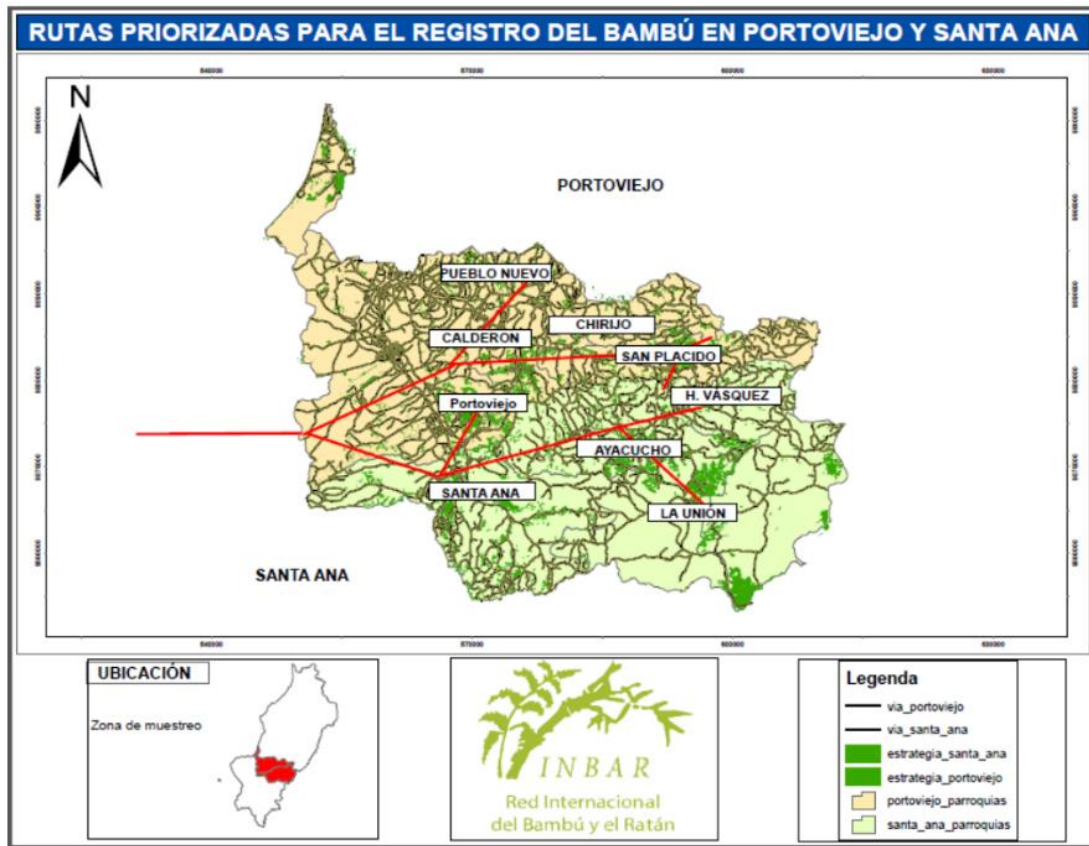 RUTAS PRIORIZADAS PARA EL REGISTRO DEL BAMBÚ EN PORTOVIEJO Y SANTA ANA
N
PORTOVIEJO
PUEBLO NUEVO
CHIRIJO
CALDERON
SAN PLACIDO
H. VÁSQUEZ
Portoviejo
AYACUCHO
SANTA ANA
LA UNIÓN
SANTA ANA
UBICACIÓN
Zona de muestreo
INBAR
Red Internacional
del Bambú y el Ratán
Legenda
via_portoviejo
via_santa_ana
estrategia_santa_ana
estrategia_portoviejo
portoviejo_parroquias
santa_ana_parroquias